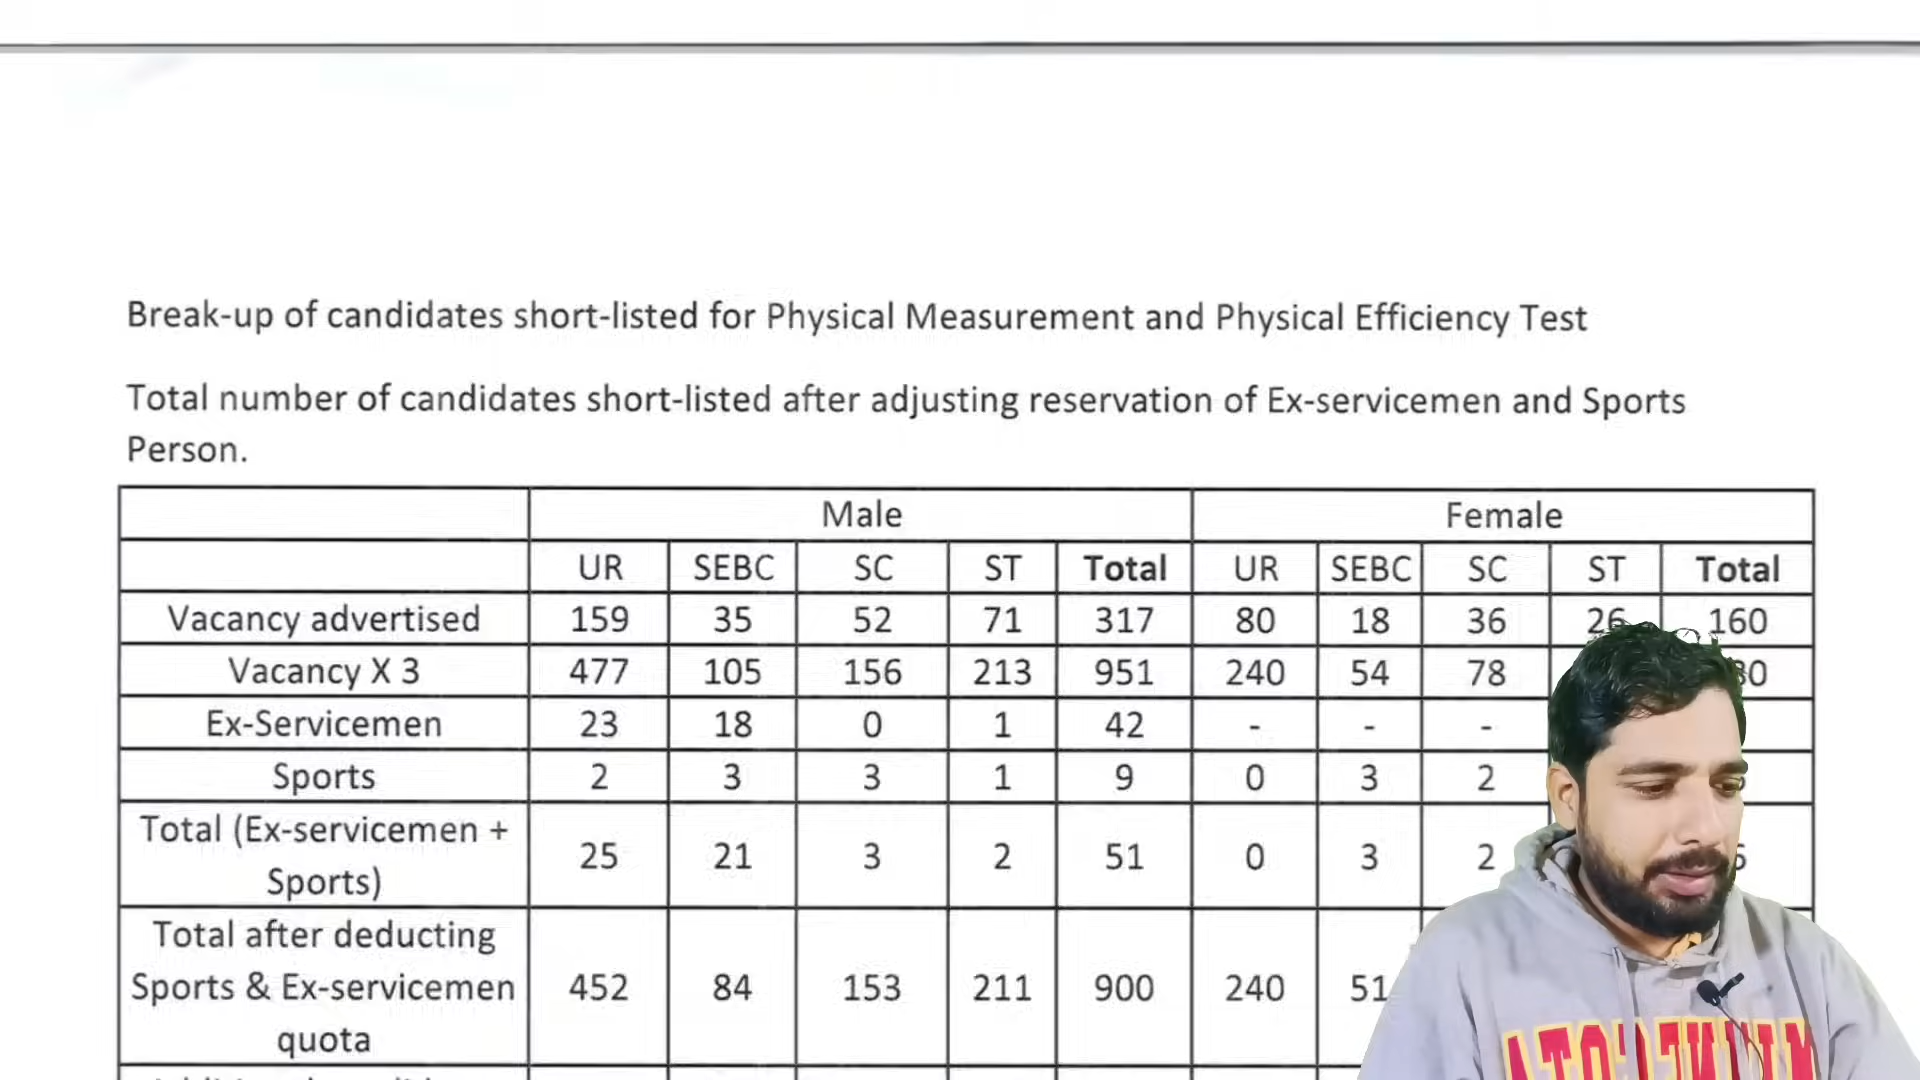 Break-up of candidates short-listed for Physical Measurement and Physical Efficiency Test
Total number of candidates short-listed after adjusting reservation of Ex-servicemen and Sports
Person.
Male Female
UR SEBC SC ST Total UR SEBC SC ST Total
Vacancy advertised 159 35 52 71 317 80 18 36 26 160
Vacancy X 3 477 105 156 213 951 240 54 78
Ex-Servicemen 23 18 0 1 42 - - -
Sports 2 3 3 1 9 0 3 2
Total (Ex-servicemen +
Sports) 25 21 3 2 51 0 3 2
Total after deducting
Sports & Ex-servicemen 452 84 153 211 900 240 51
quota